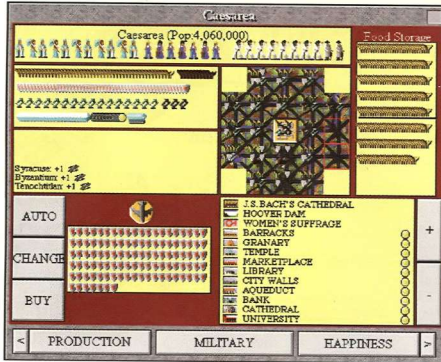 Caesarea
Caesarea (Pop:4,060,000)
Food Storage
Syracuse: +1
Byzantium: +1
Tenochtitlan: +1
AUTO
CHANGE
BUY
J.S. BACH'S CATHEDRAL
HOOVER DAM
WOMEN'S SUFFRAGE
BARRACKS
GRANARY
TEMPLE
MARKETPLACE
LIBRARY
CITY WALLS
AQUEDUCT
BANK
CATHEDRAL
UNIVERSITY
+
-
< PRODUCTION MILITARY HAPPINESS >